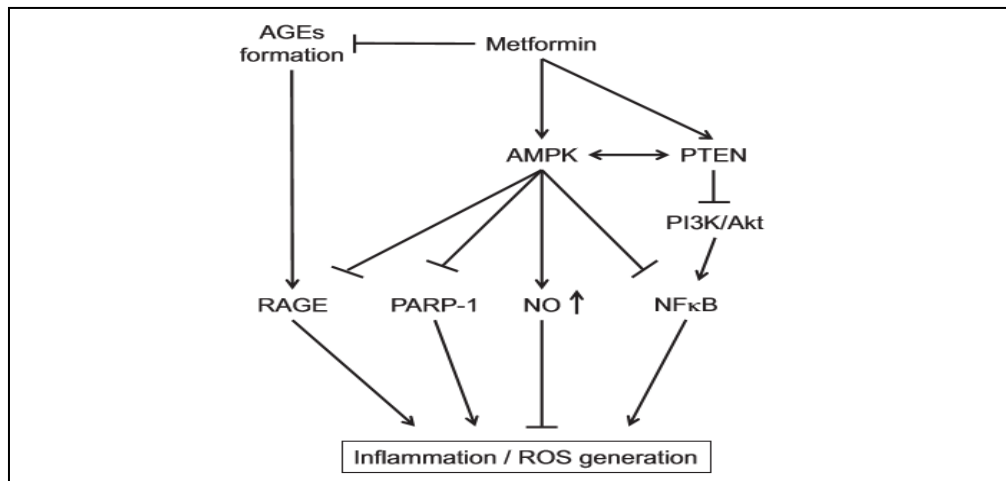 AGEs
formation
Metformin
AMPK
PTEN
PI3K/Akt
RAGE
PARP-1
NO ↑
NFκB
Inflammation / ROS generation